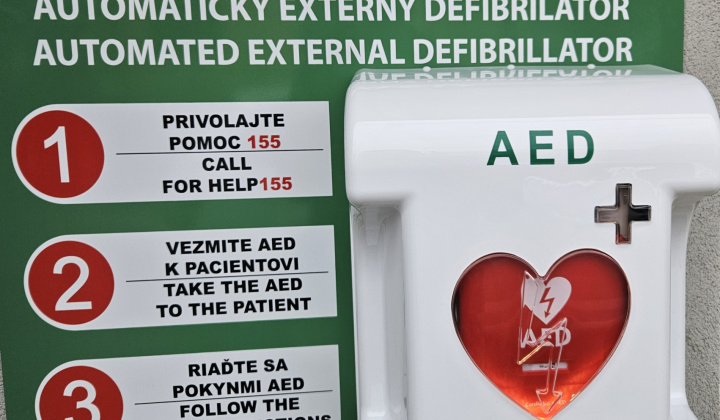 AUTOMATICKÝ EXTERNÝ DEFIBRILÁTOR
AUTOMATED EXTERNAL DEFIBRILLATOR
1
PRIVOLAJTE
POMOC 155
CALL
FOR HELP155
2
VEZMITE AED
K PACIENTOVI
TAKE THE AED
TO THE PATIENT
3
RIAĎTE SA
POKYNMI AED
FOLLOW THE
AED
AED